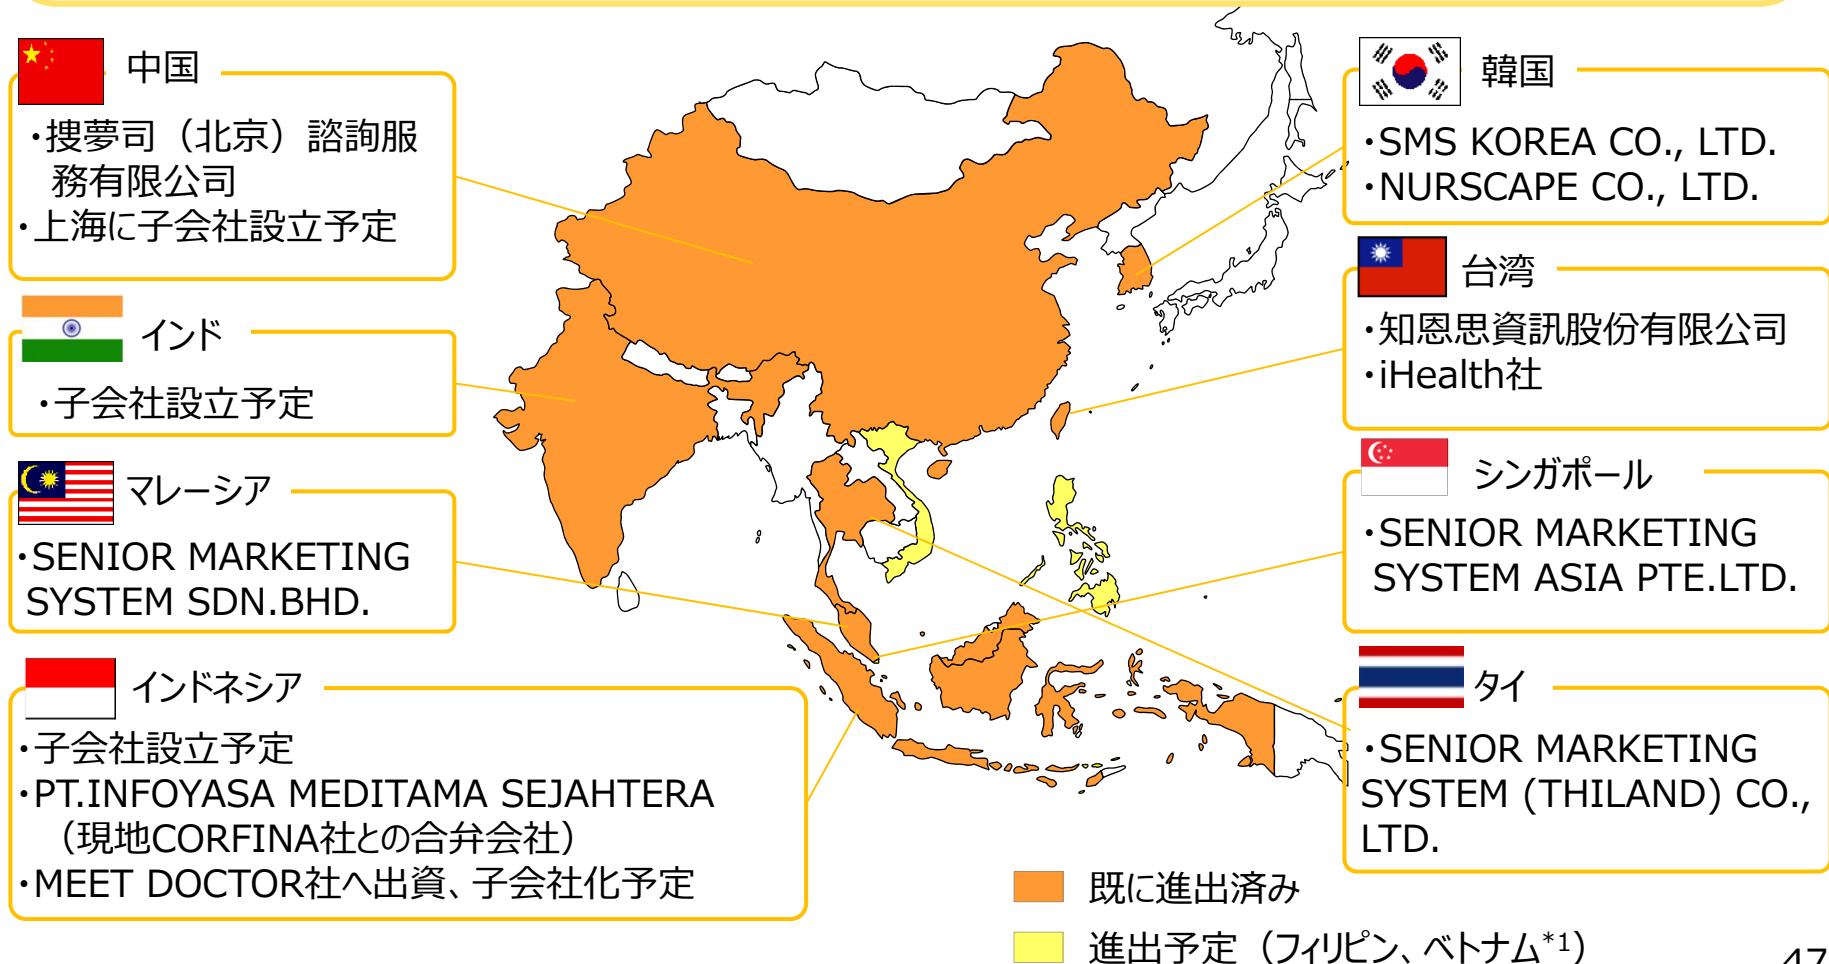 中国
・捜夢司（北京）諮詢服
務有限公司
・上海に子会社設立予定
インド
・子会社設立予定
マレーシア
・SENIOR MARKETING
SYSTEM SDN.BHD.
インドネシア
・子会社設立予定
・PT.INFOYASA MEDITAMA SEJAHTERA
（現地CORFINA社との合弁会社）
・MEET DOCTOR社へ出資、子会社化予定
韓国
・SMS KOREA CO., LTD.
・NURSCAPE CO., LTD.
台湾
・知恩思資訊股份有限公司
・iHealth社
シンガポール
・SENIOR MARKETING
SYSTEM ASIA PTE.LTD.
タイ
・SENIOR MARKETING
SYSTEM (THILAND) CO.,
LTD.
既に進出済み
進出予定（フィリピン、ベトナム*1）
47